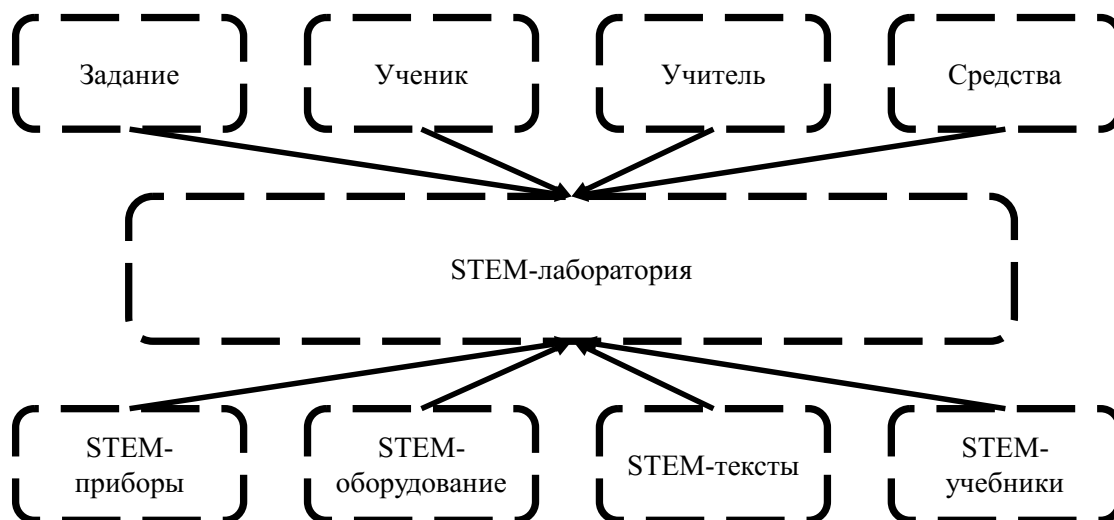 Задание
Ученик
Учитель
Средства
STEM-лаборатория
STEM-
приборы
STEM-
оборудование
STEM-тексты
STEM-
учебники